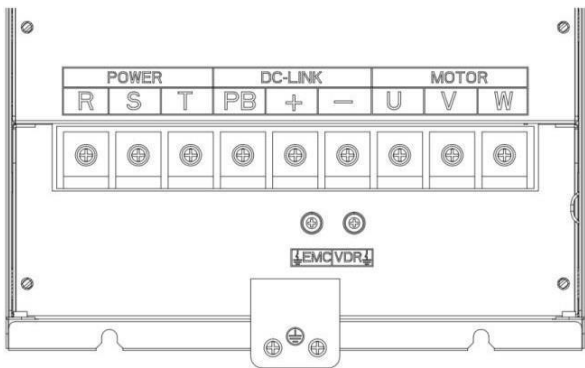 POWER DC-LINK MOTOR
R S T PB + − U V W
EMC VDR